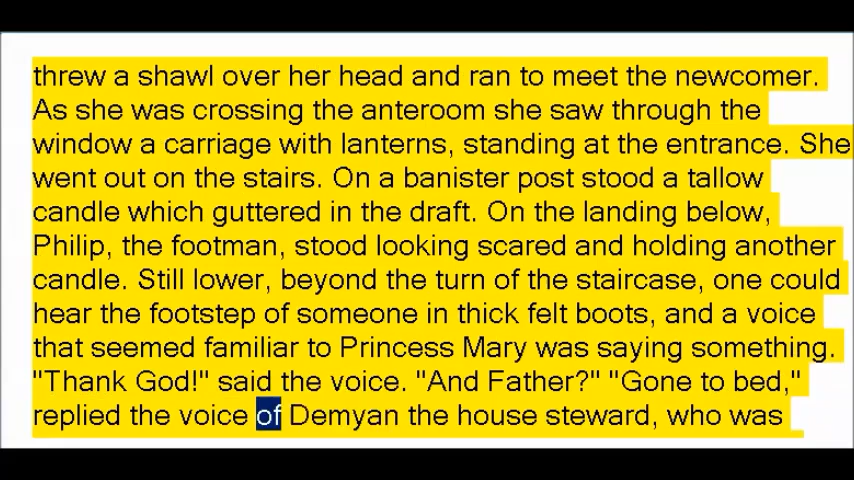 threw a shawl over her head and ran to meet the newcomer.
As she was crossing the anteroom she saw through the
window a carriage with lanterns, standing at the entrance. She
went out on the stairs. On a banister post stood a tallow
candle which guttered in the draft. On the landing below,
Philip, the footman, stood looking scared and holding another
candle. Still lower, beyond the turn of the staircase, one could
hear the footstep of someone in thick felt boots, and a voice
that seemed familiar to Princess Mary was saying something.
"Thank God!" said the voice. "And Father?" "Gone to bed,"
replied the voice of Demyan the house steward, who was